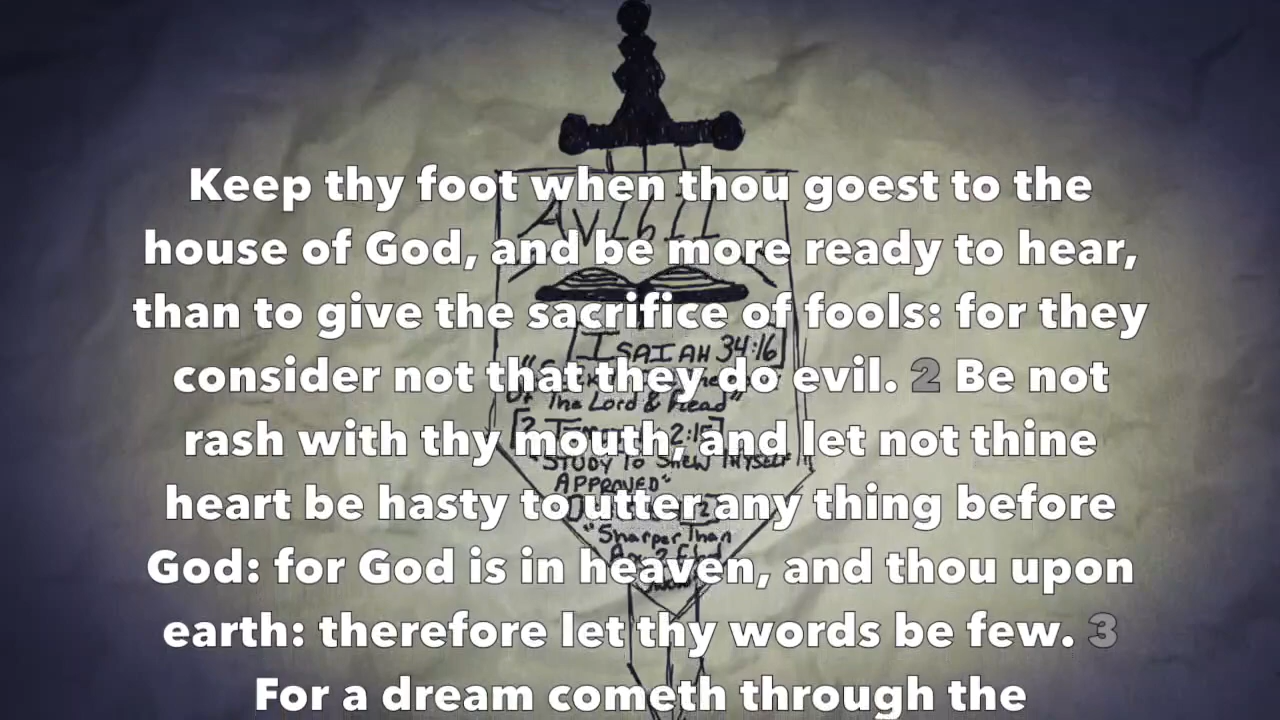 Keep thy foot when thou goest to the
house of God, and be more ready to hear,
than to give the sacrifice of fools: for they
consider not that they do evil. 2 Be not
rash with thy mouth, and let not thine
heart be hasty to utter any thing before
God: for God is in heaven, and thou upon
earth: therefore let thy words be few. 3
For a dream cometh through the
AV1611
[ISAIAH 34:16]
Of The Lord & Read"
"STUDY TO SHEW THYSELF
APPROVED"
"Sharper Than